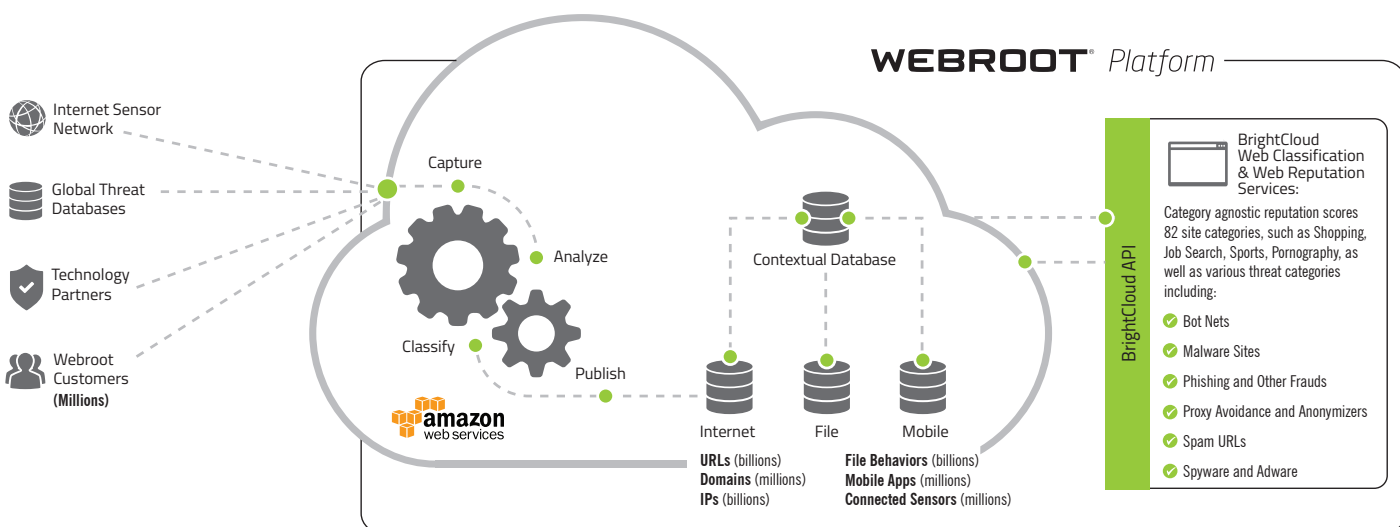 WEBROOT® Platform
Internet Sensor
Network
Global Threat
Databases
Technology
Partners
Webroot
Customers
(Millions)
Capture
Analyze
Classify
Publish
amazon
web services
Contextual Database
Internet
File
Mobile
URLs (billions)
Domains (millions)
IPs (billions)
File Behaviors (billions)
Mobile Apps (millions)
Connected Sensors (millions)
BrightCloud API
BrightCloud
Web Classification
& Web Reputation
Services:
Category agnostic reputation scores
82 site categories, such as Shopping,
Job Search, Sports, Pornography, as
well as various threat categories
including:
Bot Nets
Malware Sites
Phishing and Other Frauds
Proxy Avoidance and Anonymizers
Spam URLs
Spyware and Adware